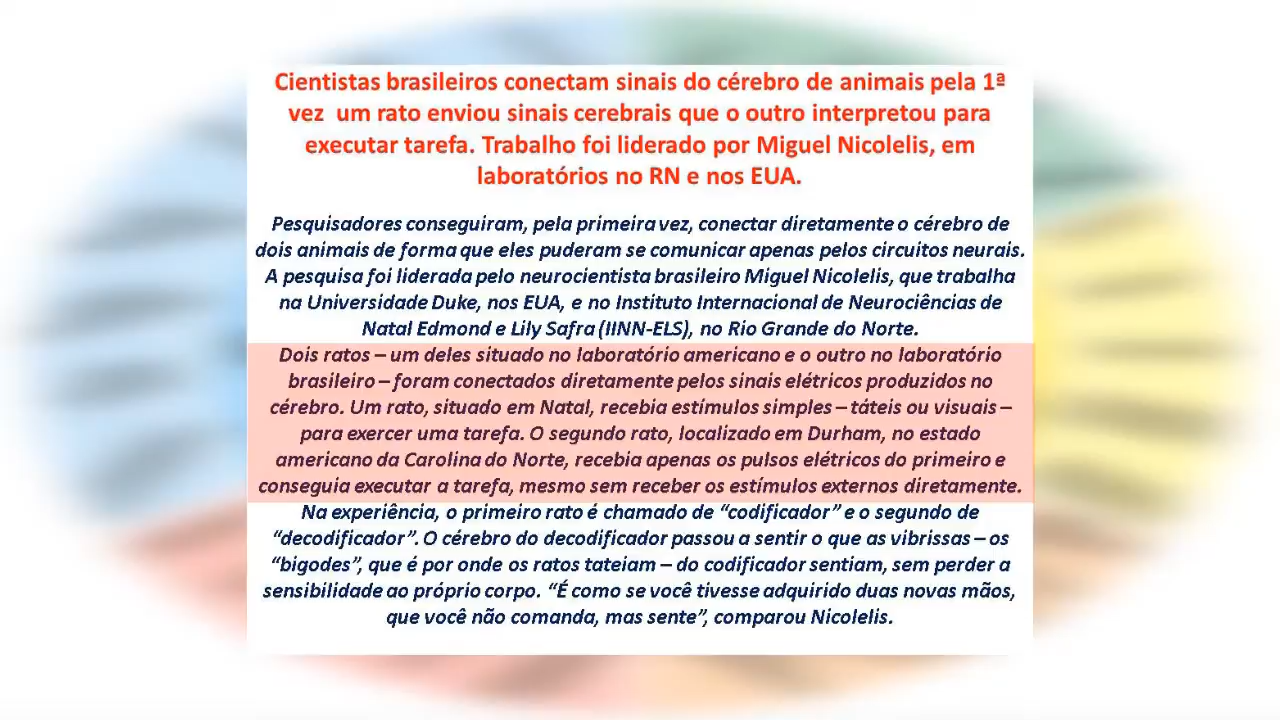 Cientistas brasileiros conectam sinais do cérebro de animais pela 1ª
vez um rato enviou sinais cerebrais que o outro interpretou para
executar tarefa. Trabalho foi liderado por Miguel Nicolelis, em
laboratórios no RN e nos EUA.
Pesquisadores conseguiram, pela primeira vez, conectar diretamente o cérebro de
dois animais de forma que eles puderam se comunicar apenas pelos circuitos neurais.
A pesquisa foi liderada pelo neurocientista brasileiro Miguel Nicolelis, que trabalha
na Universidade Duke, nos EUA, e no Instituto Internacional de Neurociências de
Natal Edmond e Lily Safra (IINN-ELS), no Rio Grande do Norte.
Dois ratos – um deles situado no laboratório americano e o outro no laboratório
brasileiro – foram conectados diretamente pelos sinais elétricos produzidos no
cérebro. Um rato, situado em Natal, recebia estímulos simples – táteis ou visuais –
para exercer uma tarefa. O segundo rato, localizado em Durham, no estado
americano da Carolina do Norte, recebia apenas os pulsos elétricos do primeiro e
conseguia executar a tarefa, mesmo sem receber os estímulos externos diretamente.
Na experiência, o primeiro rato é chamado de “codificador” e o segundo de
“decodificador”. O cérebro do decodificador passou a sentir o que as vibrissas – os
“bigodes”, que é por onde os ratos tateiam – do codificador sentiam, sem perder a
sensibilidade ao próprio corpo. “É como se você tivesse adquirido duas novas mãos,
que você não comanda, mas sente”, comparou Nicolelis.